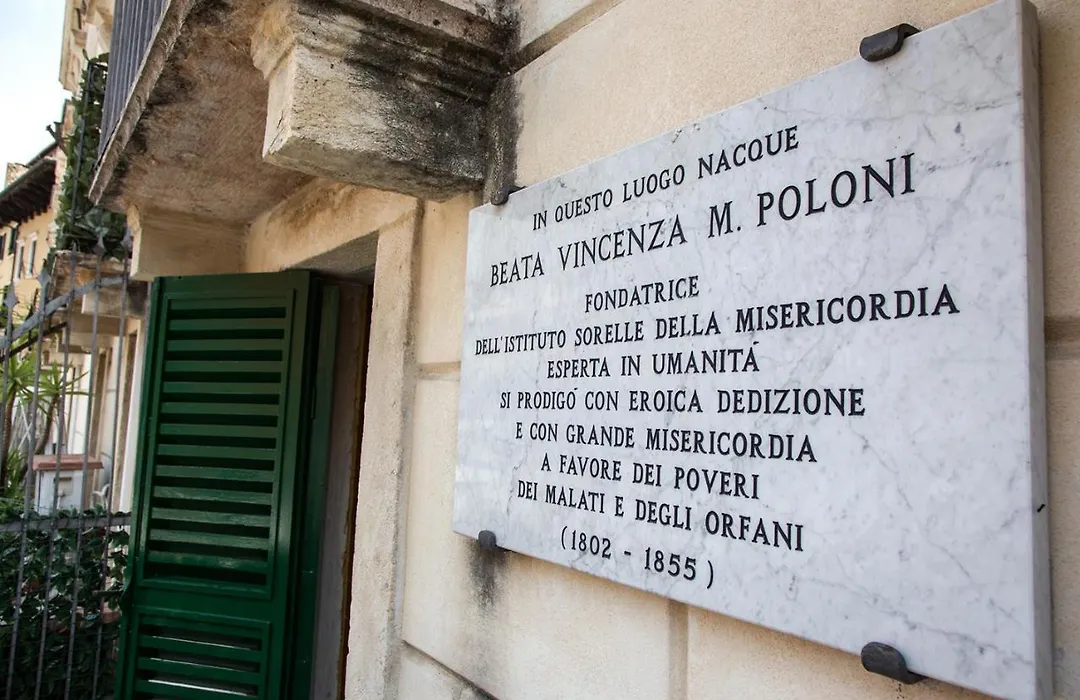 IN QUESTO LUOGO NACQUE
BEATA VINCENZA M. POLONI
FONDATRICE
DELL'ISTITUTO SORELLE DELLA MISERICORDIA
ESPERTA IN UMANITÁ
SI PRODIGÓ CON EROICA DEDIZIONE
E CON GRANDE MISERICORDIA
A FAVORE DEI POVERI
DEI MALATI E DEGLI ORFANI
(1802 - 1855)